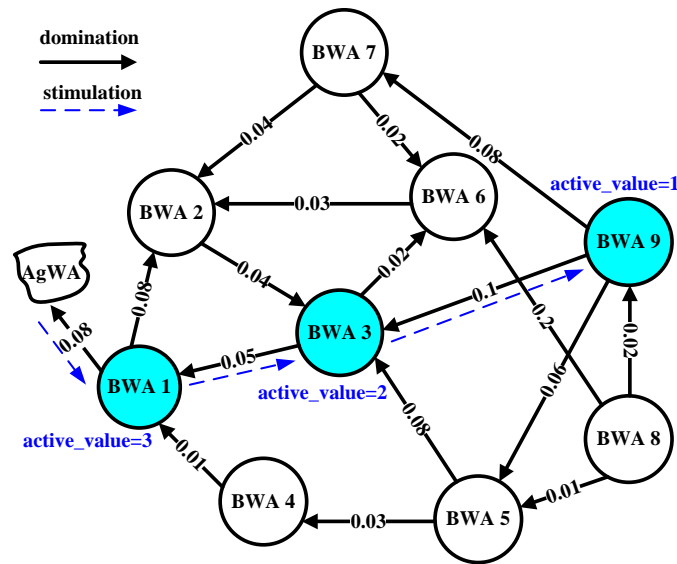 domination
stimulation
BWA 7
0.04
0.02
0.08
BWA 6
active_value=1
BWA 2
0.03
BWA 9
AgWA
0.08
0.04
0.02
0.1
0.2
0.08
BWA 3
0.02
0.05
0.06
BWA 1
active_value=2
0.08
active_value=3
BWA 8
0.01
BWA 4
0.01
BWA 5
0.03